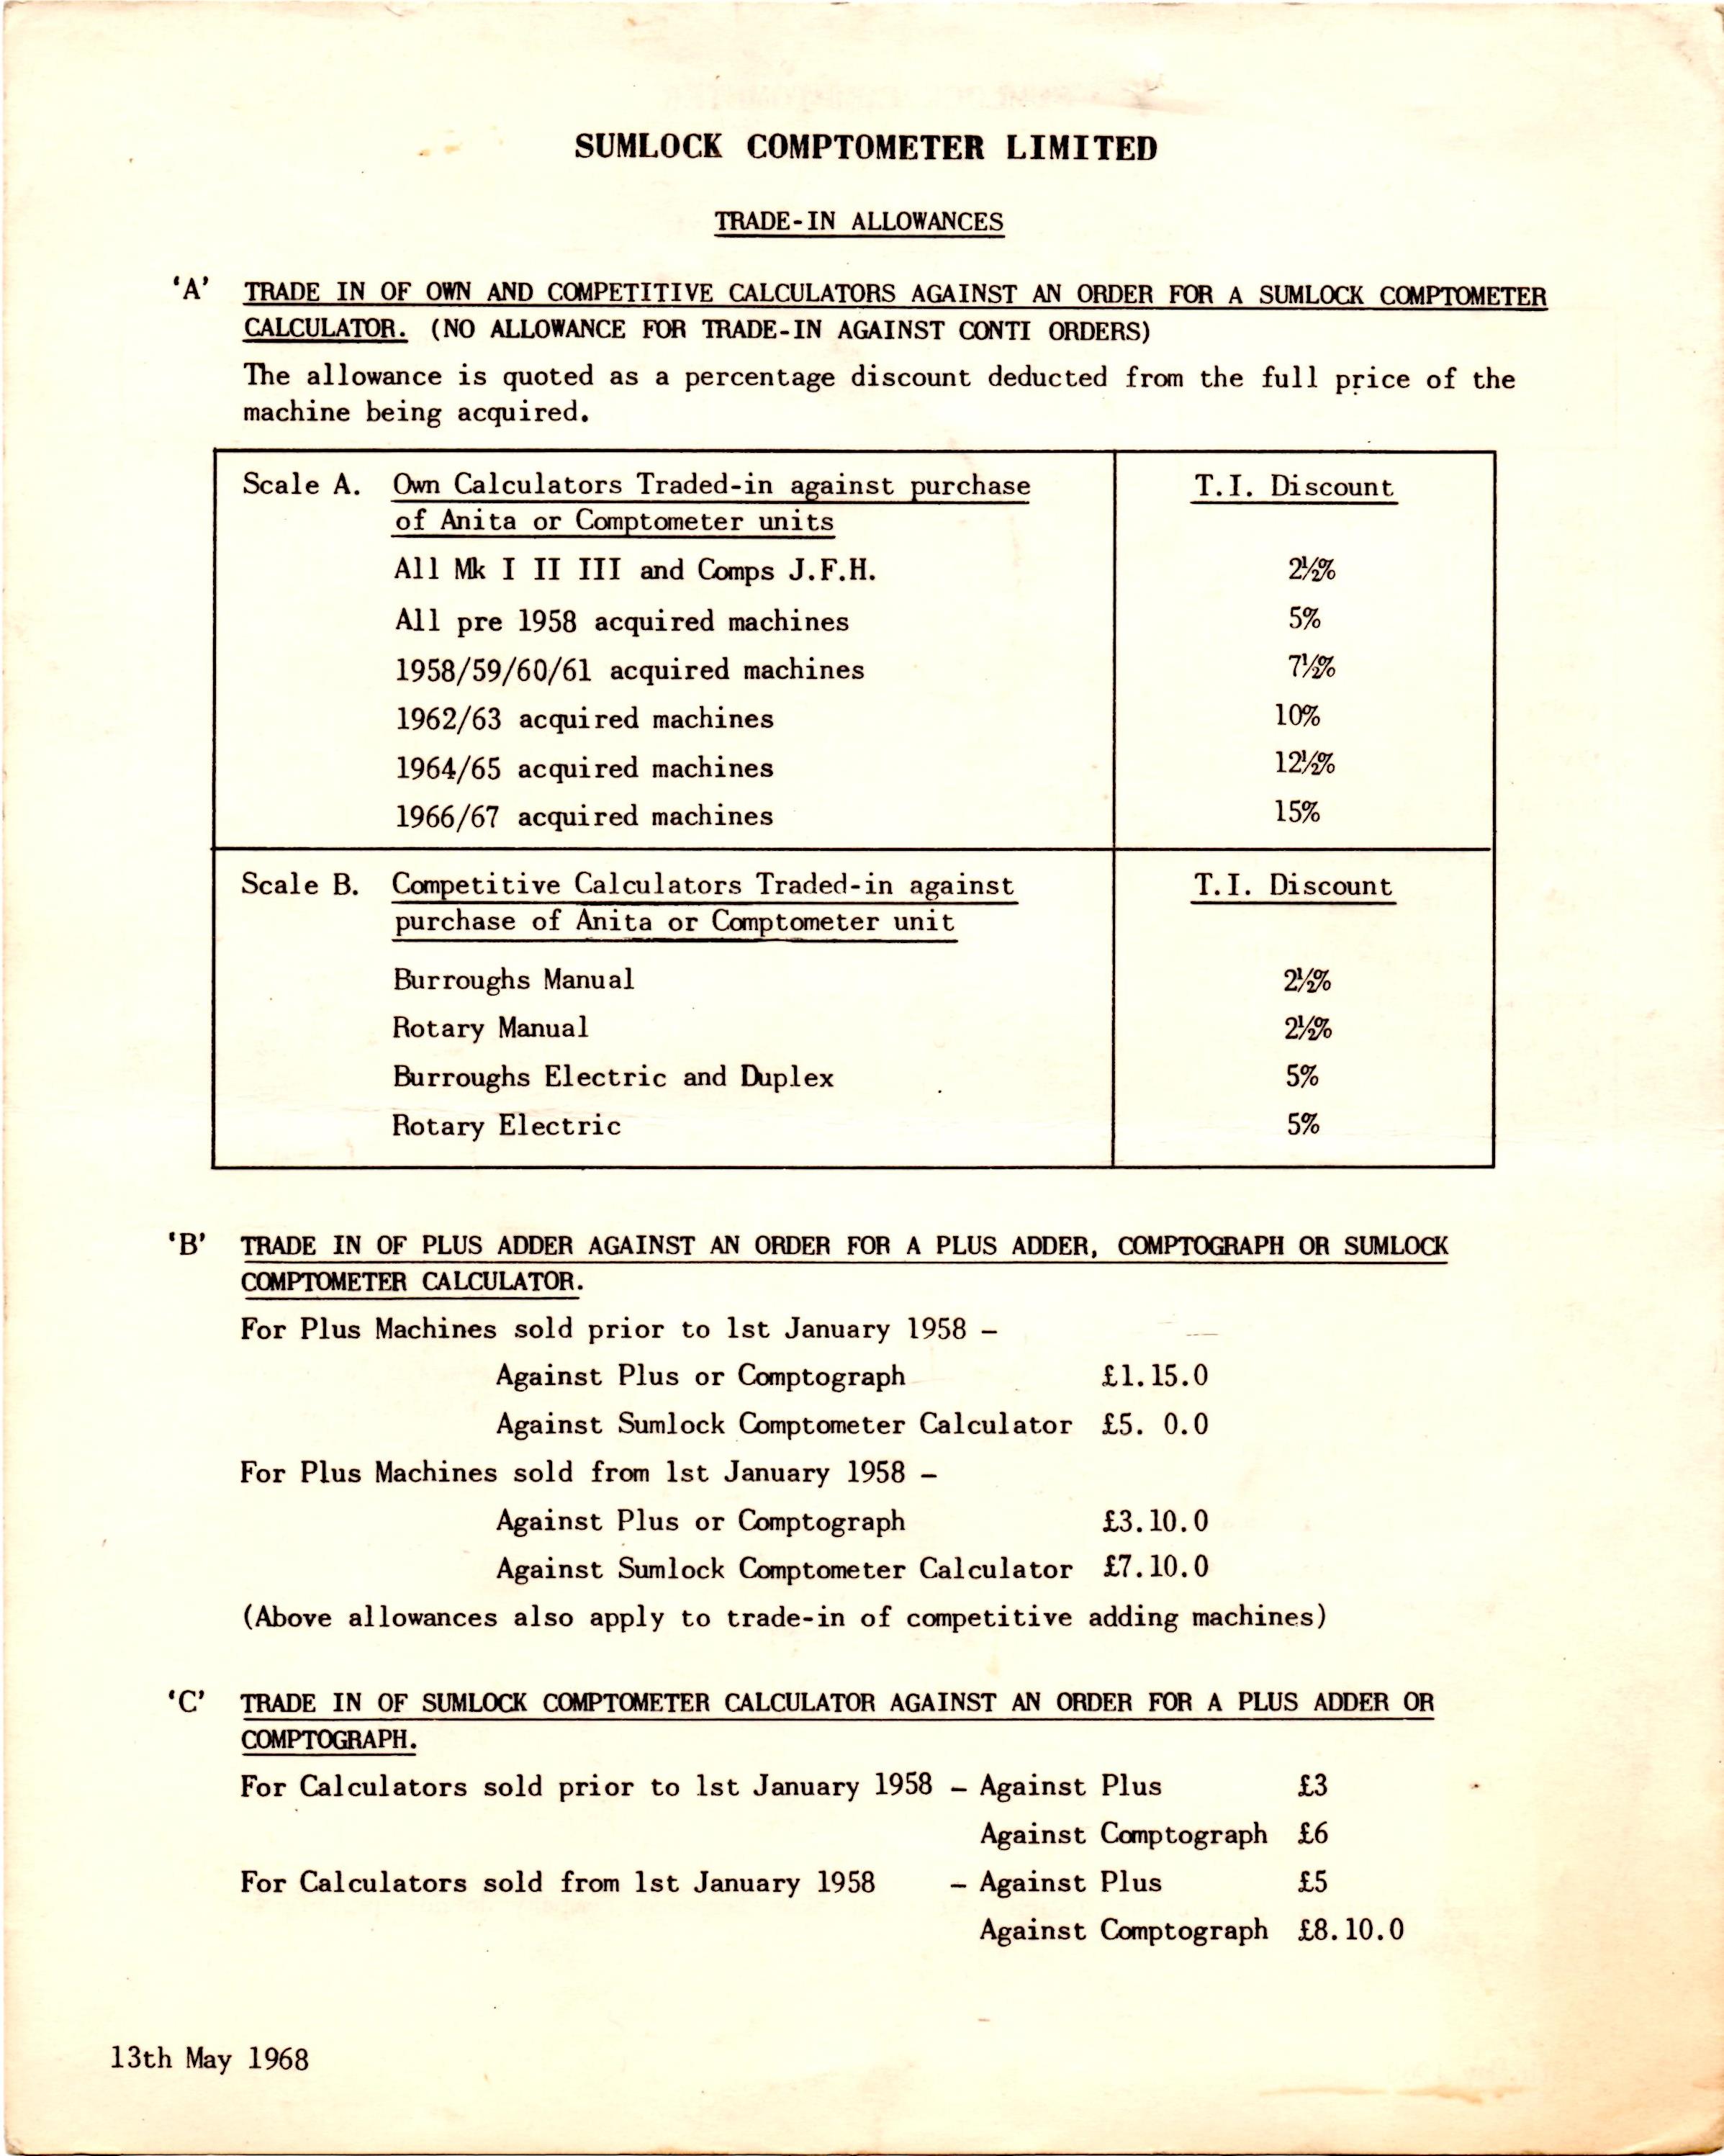 SUMLOCK COMPTOMETER LIMITED
TRADE-IN ALLOWANCES
'A' TRADE IN OF OWN AND COMPETITIVE CALCULATORS AGAINST AN ORDER FOR A SUMLOCK COMPTOMETER
CALCULATOR. (NO ALLOWANCE FOR TRADE-IN AGAINST CONTI ORDERS)
The allowance is quoted as a percentage discount deducted from the full price of the
machine being acquired.
Scale A. Own Calculators Traded-in against purchase T.I. Discount
of Anita or Comptometer units
All Mk I II III and Comps J.F.H. 2½%
All pre 1958 acquired machines 5%
1958/59/60/61 acquired machines 7½%
1962/63 acquired machines 10%
1964/65 acquired machines 12½%
1966/67 acquired machines 15%
Scale B. Competitive Calculators Traded-in against T.I. Discount
purchase of Anita or Comptometer unit
Burroughs Manual 2½%
Rotary Manual 2½%
Burroughs Electric and Duplex 5%
Rotary Electric 5%
'B' TRADE IN OF PLUS ADDER AGAINST AN ORDER FOR A PLUS ADDER, COMPTOGRAPH OR SUMLOCK
COMPTOMETER CALCULATOR.
For Plus Machines sold prior to 1st January 1958 –
Against Plus or Comptograph £1.15.0
Against Sumlock Comptometer Calculator £5. 0.0
For Plus Machines sold from 1st January 1958 –
Against Plus or Comptograph £3.10.0
Against Sumlock Comptometer Calculator £7.10.0
(Above allowances also apply to trade-in of competitive adding machines)
'C' TRADE IN OF SUMLOCK COMPTOMETER CALCULATOR AGAINST AN ORDER FOR A PLUS ADDER OR
COMPTOGRAPH.
For Calculators sold prior to 1st January 1958 – Against Plus £3
Against Comptograph £6
For Calculators sold from 1st January 1958 – Against Plus £5
Against Comptograph £8.10.0
13th May 1968